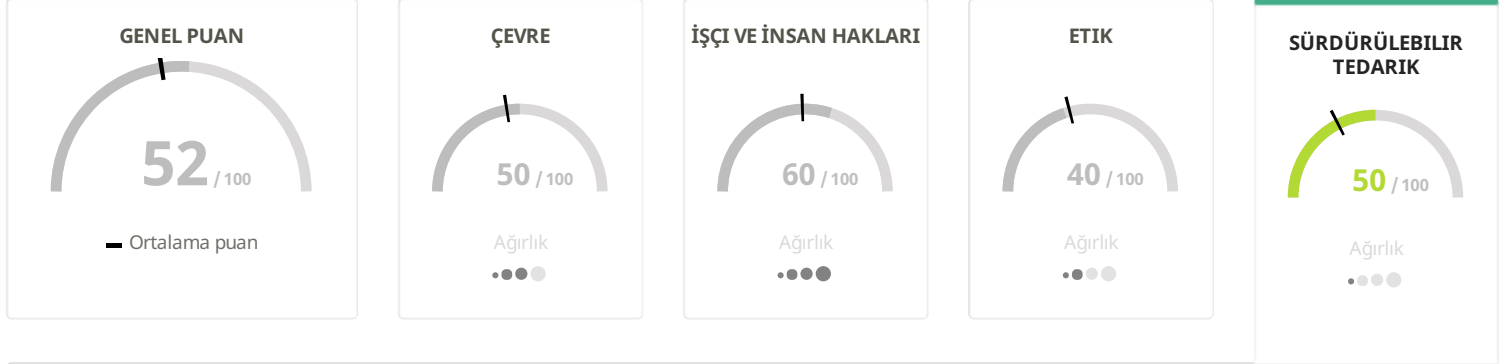 GENEL PUAN
52 / 100
Ortalama puan
ÇEVRE
50 / 100
Ağırlık
İŞÇI VE İNSAN HAKLARI
60 / 100
Ağırlık
ETIK
40 / 100
Ağırlık
SÜRDÜRÜLEBILIR
TEDARIK
50 / 100
Ağırlık